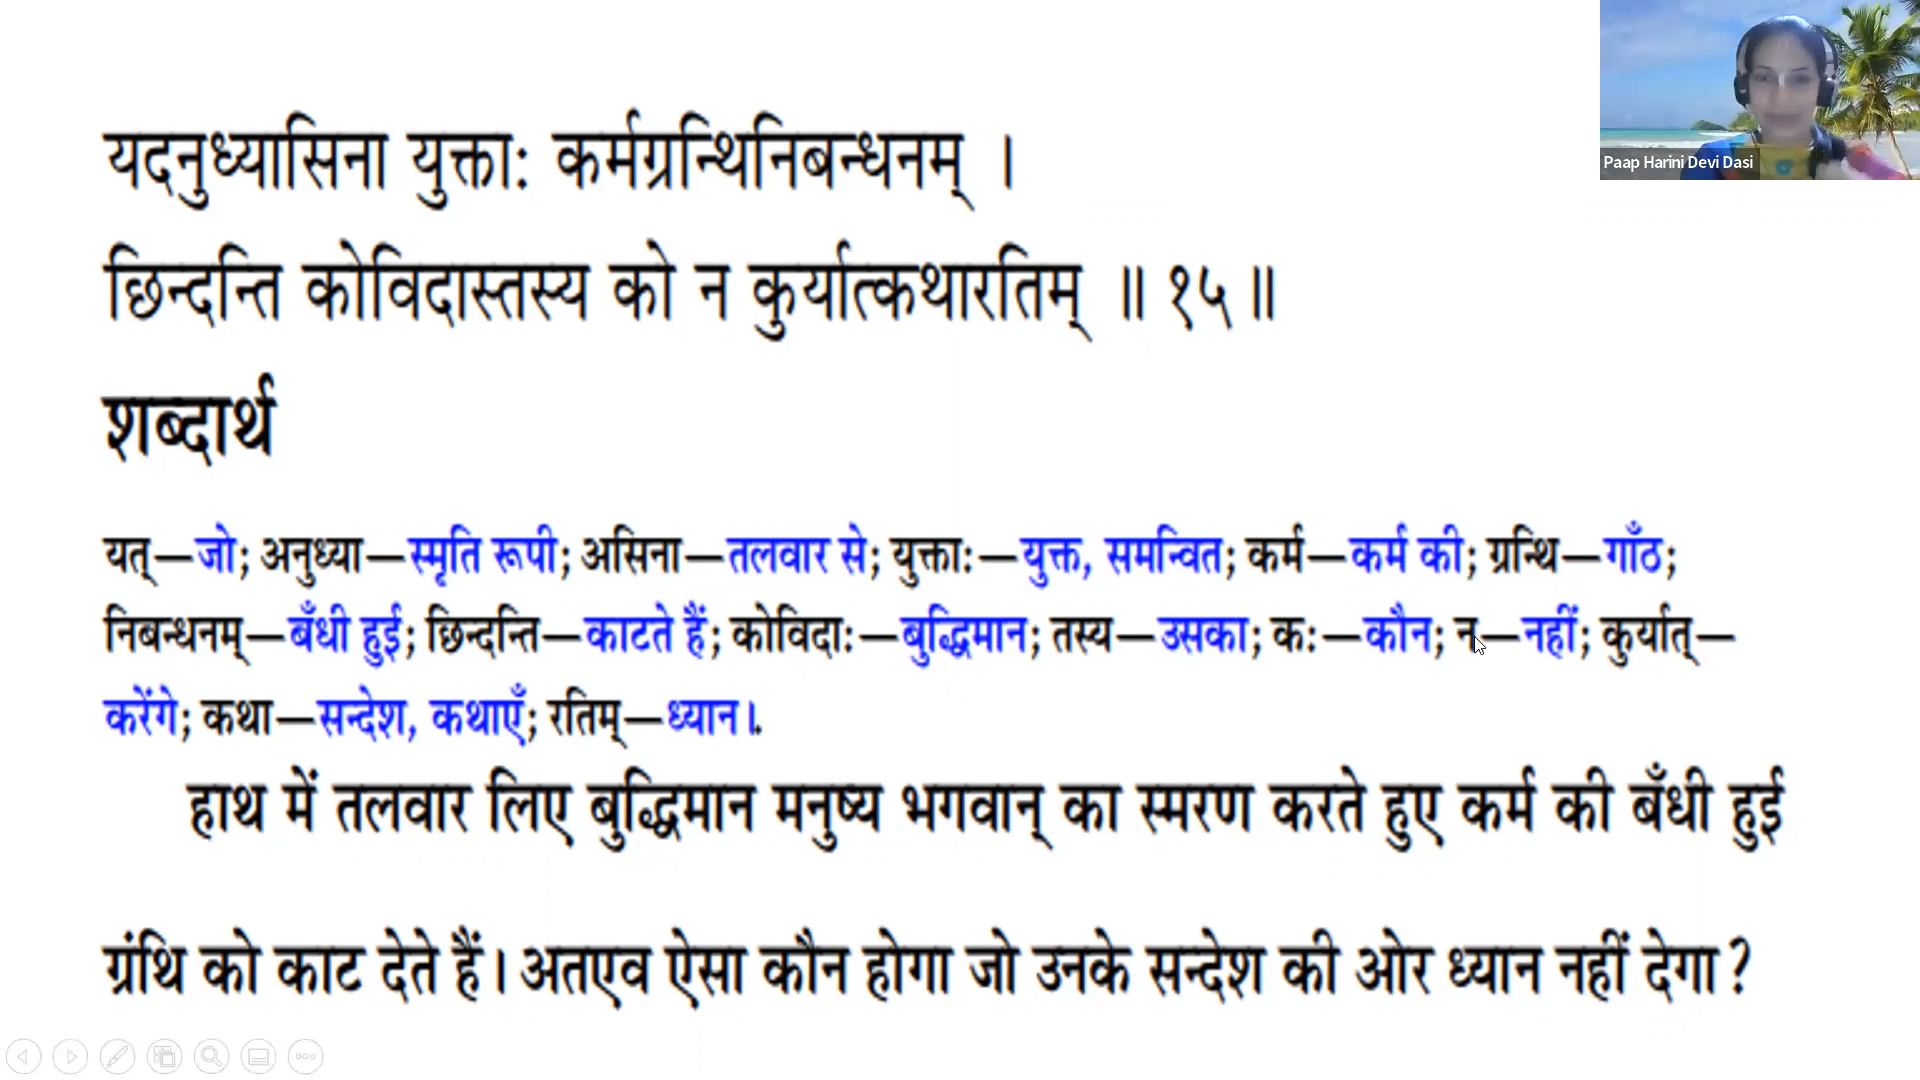 Paap Harini Devi Dasi
यदनुध्यासिना युक्ता: कर्मग्रन्थिनिबन्धनम् ।
छिन्दन्ति कोविदास्तस्य को न कुर्यात्कथारतिम् ॥ १५ ॥
शब्दार्थ
यत्—जो; अनुध्या—स्मृति रूपी; असिना—तलवार से; युक्ता:—युक्त, समन्वित; कर्म—कर्म की; ग्रन्थि—गाँठ;
निबन्धनम्—बँधी हुई; छिन्दन्ति—काटते हैं; कोविदा:—बुद्धिमान; तस्य—उसका; क:—कौन; न—नहीं; कुर्यात्—
करेंगे; कथा—सन्देश, कथाएँ; रतिम्—ध्यान।.
हाथ में तलवार लिए बुद्धिमान मनुष्य भगवान् का स्मरण करते हुए कर्म की बँधी हुई
ग्रंथि को काट देते हैं। अतएव ऐसा कौन होगा जो उनके सन्देश की ओर ध्यान नहीं देगा?